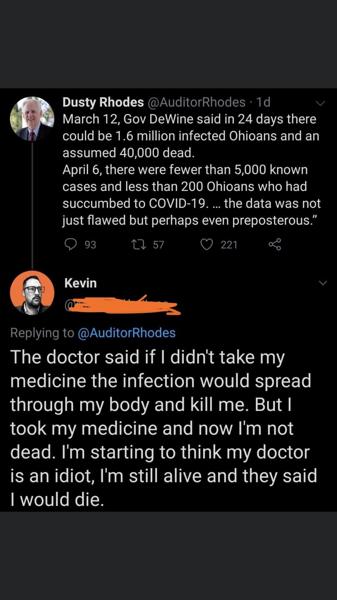 Dusty Rhodes @AuditorRhodes · 1d
March 12, Gov DeWine said in 24 days there
could be 1.6 million infected Ohioans and an
assumed 40,000 dead.
April 6, there were fewer than 5,000 known
cases and less than 200 Ohioans who had
succumbed to COVID-19. ... the data was not
just flawed but perhaps even preposterous.”
93 57 221
Kevin
@
Replying to @AuditorRhodes
The doctor said if I didn't take my
medicine the infection would spread
through my body and kill me. But I
took my medicine and now I'm not
dead. I'm starting to think my doctor
is an idiot, I'm still alive and they said
I would die.